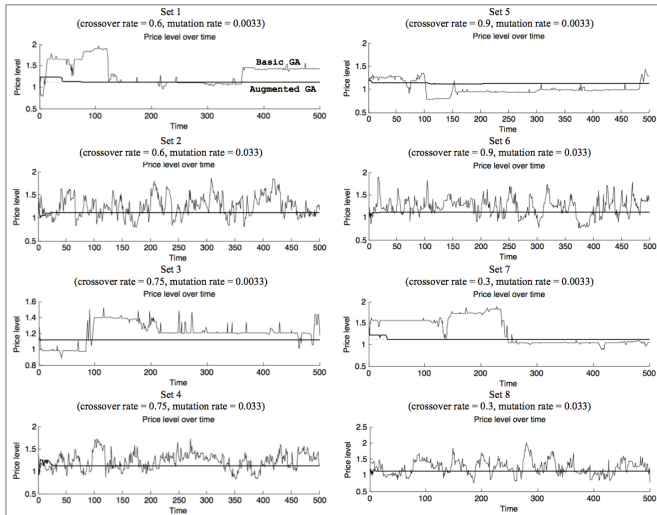 Set 1
(crossover rate = 0.6, mutation rate = 0.0033)
Price level over time
Price level
2
1.5
1
0.5
Basic GA
Augmented GA
0 100 200 300 400 500
Time
Set 5
(crossover rate = 0.9, mutation rate = 0.0033)
Price level over time
Price level
2
1.5
1
0.5
0 50 100 150 200 250 300 350 400 450 500
Time
Set 2
(crossover rate = 0.6, mutation rate = 0.033)
Price level over time
Price level
2
1.5
1
0.5
0 50 100 150 200 250 300 350 400 450 500
Time
Set 6
(crossover rate = 0.9, mutation rate = 0.033)
Price level over time
Price level
2
1.5
1
0.5
0 50 100 150 200 250 300 350 400 450 500
Time
Set 3
(crossover rate = 0.75, mutation rate = 0.0033)
Price level over time
Price level
1.6
1.4
1.2
1
0.8
0 100 200 300 400 500
Time
Set 7
(crossover rate = 0.3, mutation rate = 0.0033)
Price level over time
Price level
2
1.5
1
0.5
0 100 200 300 400 500
Time
Set 4
(crossover rate = 0.75, mutation rate = 0.033)
Price level over time
Price level
2
1.5
1
0.5
0 50 100 150 200 250 300 350 400 450 500
Time
Set 8
(crossover rate = 0.3, mutation rate = 0.033)
Price level over time
Price level
2.5
2
1.5
1
0.5
0 100 200 300 400 500
Time